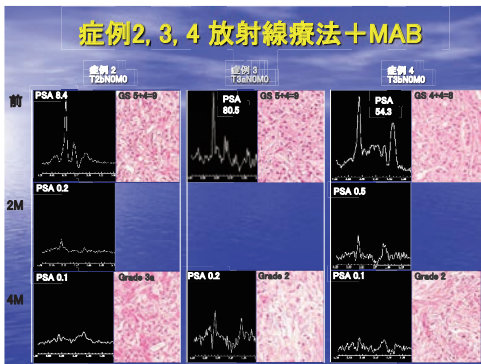 症例2, 3, 4 放射線療法＋MAB
症例 2
T2bN0M0
症例 3
T3aN0M0
症例 4
T3bN0M0
前
PSA 8.4
GS 5+4=9
PSA
80.5
GS 5+4=9
PSA
54.3
GS 4+4=8
2M
PSA 0.2
PSA 0.5
4M
PSA 0.1
Grade 3a
PSA 0.2
Grade 2
PSA 0.1
Grade 2